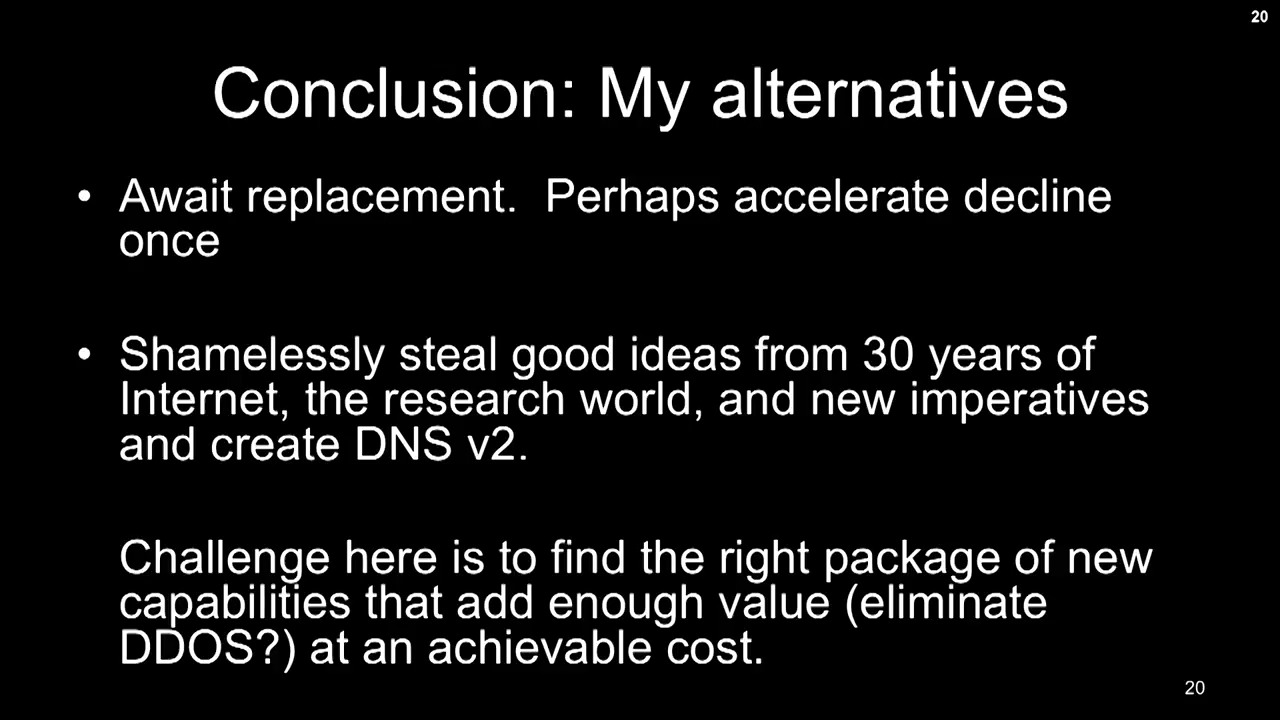 20
Conclusion: My alternatives
• Await replacement.  Perhaps accelerate decline
once
• Shamelessly steal good ideas from 30 years of
Internet, the research world, and new imperatives
and create DNS v2.
Challenge here is to find the right package of new
capabilities that add enough value (eliminate
DDOS?) at an achievable cost.
20